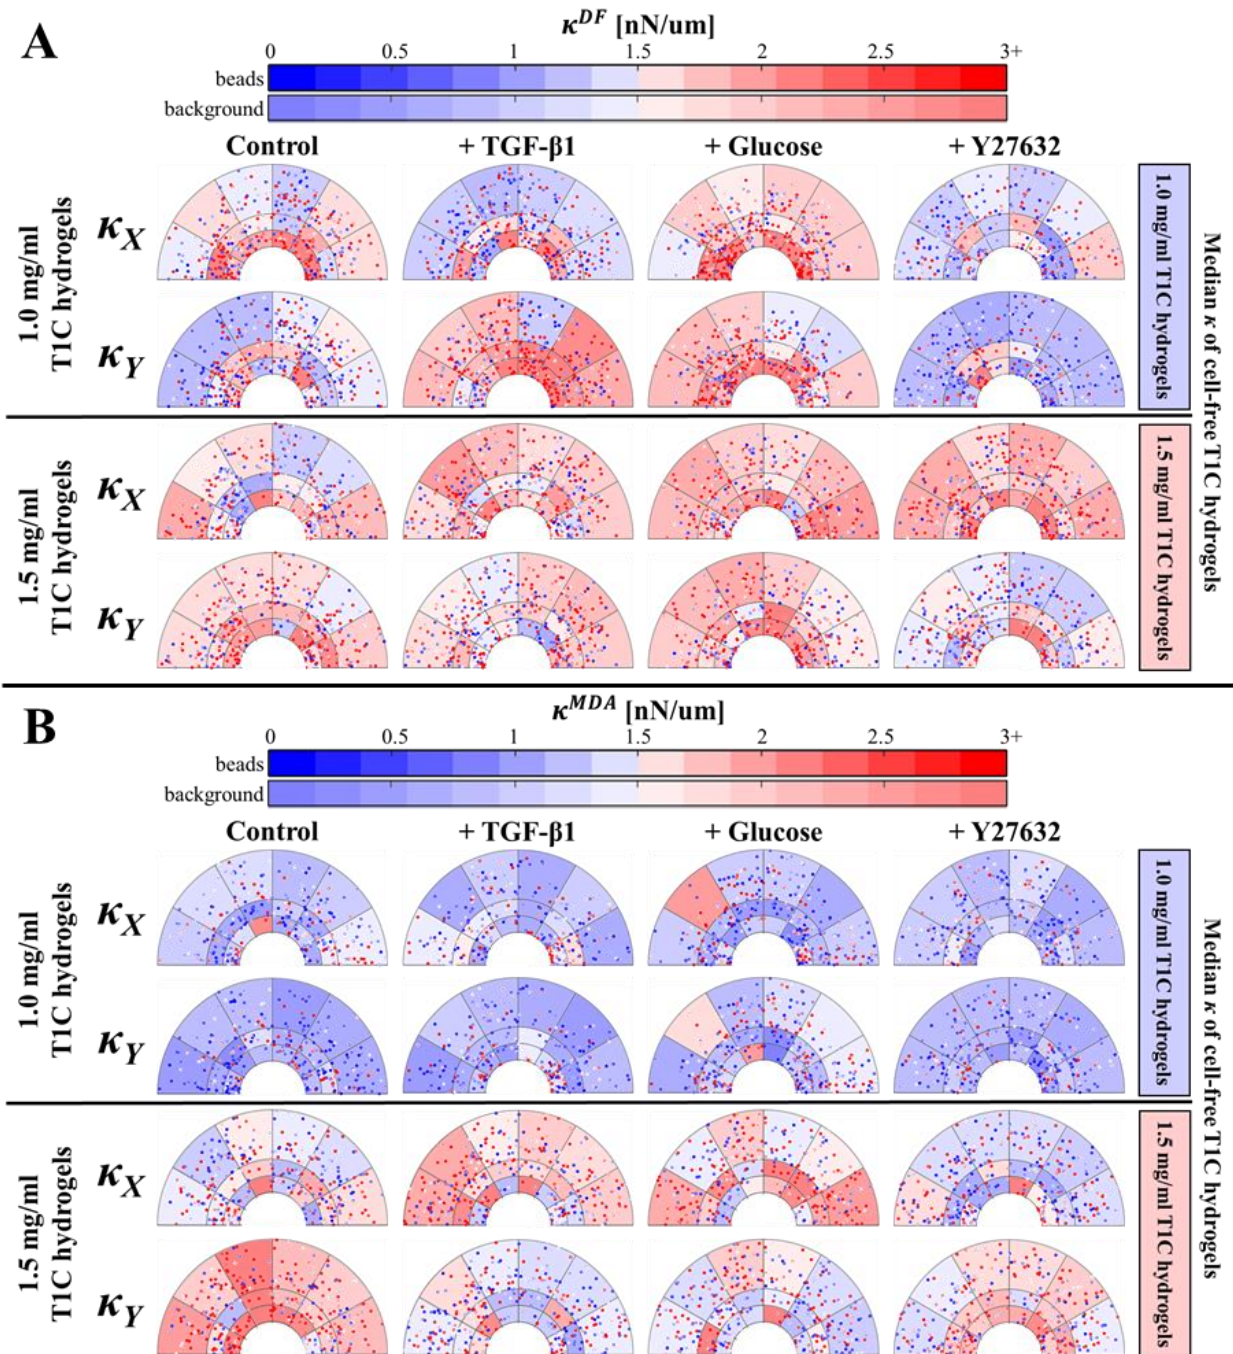 A
κ^DF [nN/um]
0 0.5 1 1.5 2 2.5 3+
beads
background
Control + TGF-β1 + Glucose + Y27632
1.0 mg/ml
T1C hydrogels
κX
κY
1.5 mg/ml
T1C hydrogels
κX
κY
1.0 mg/ml T1C hydrogels
1.5 mg/ml T1C hydrogels
Median κ of cell-free T1C hydrogels
B
κ^MDA [nN/um]
0 0.5 1 1.5 2 2.5 3+
beads
background
Control + TGF-β1 + Glucose + Y27632
1.0 mg/ml
T1C hydrogels
κX
κY
1.5 mg/ml
T1C hydrogels
κX
κY
1.0 mg/ml T1C hydrogels
1.5 mg/ml T1C hydrogels
Median κ of cell-free T1C hydrogels